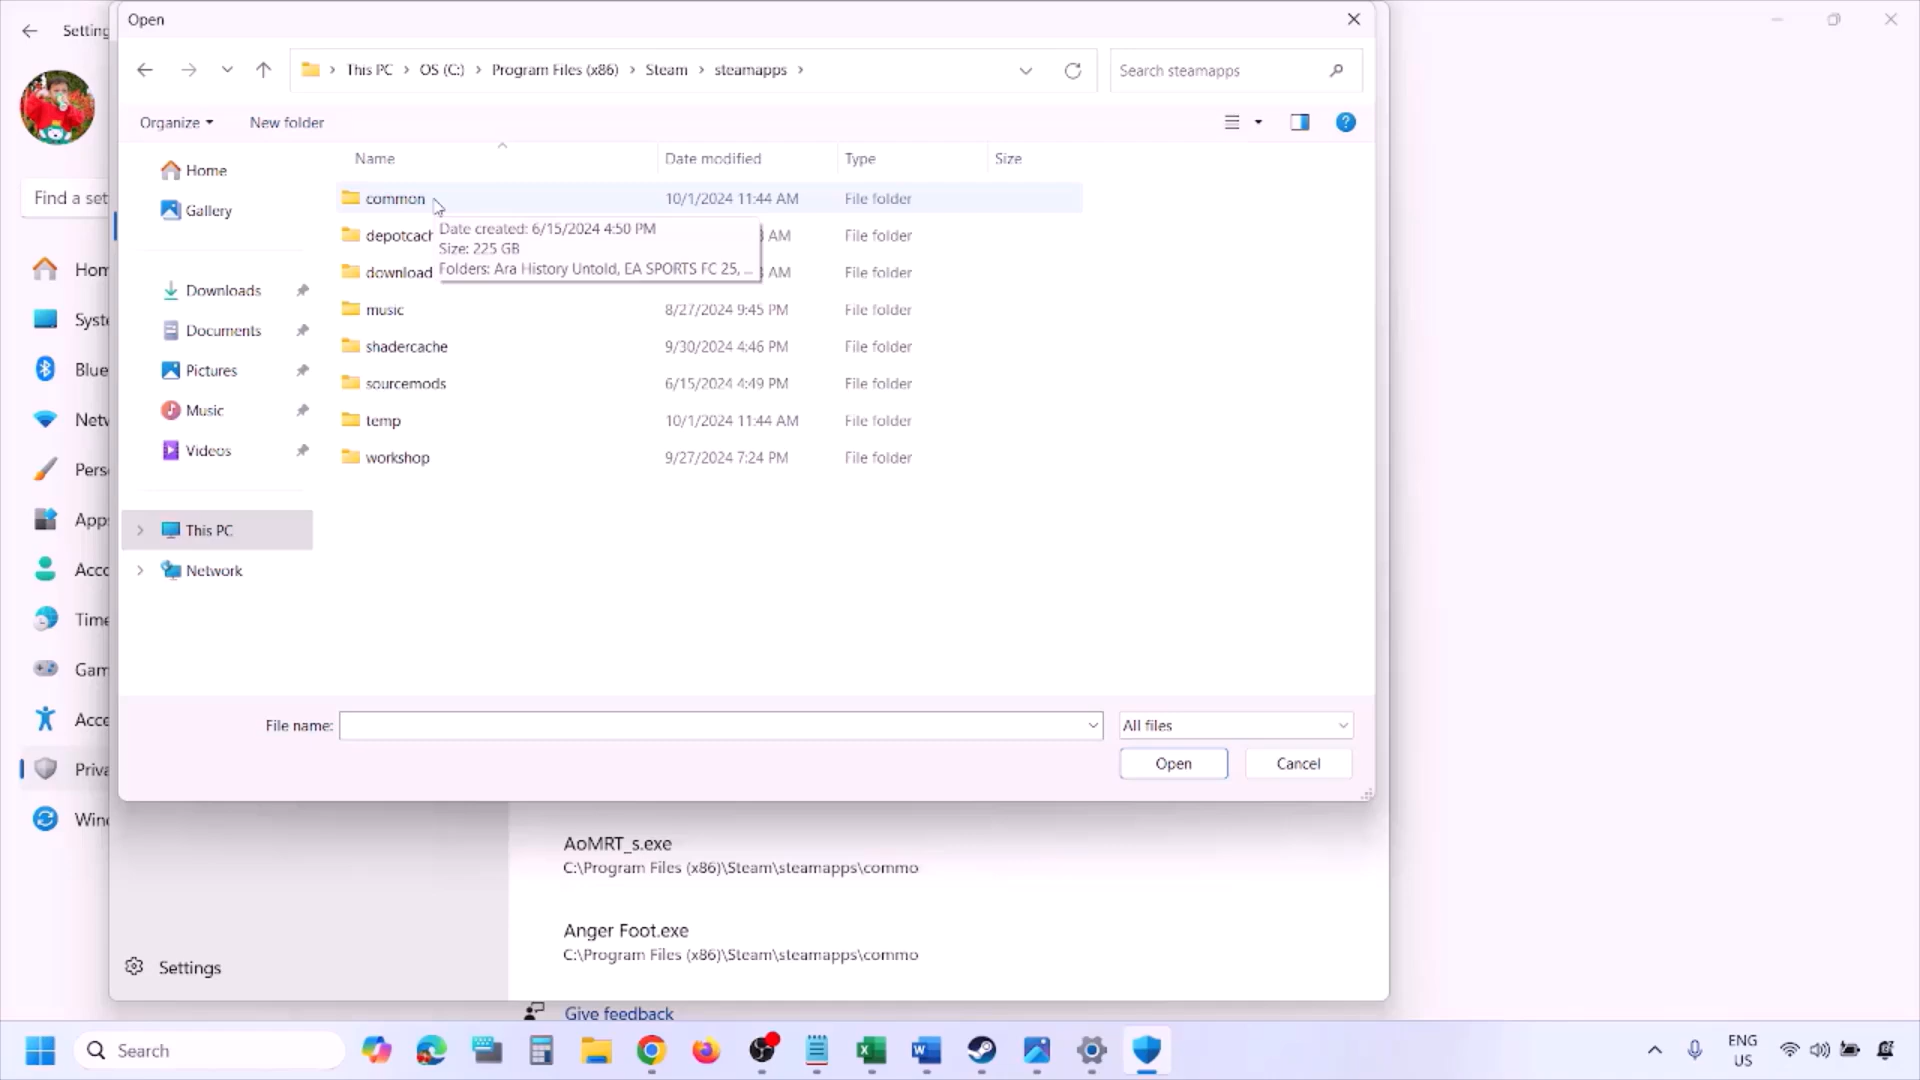 Open
This PC > OS (C:) > Program Files (x86) > Steam > steamapps >
Search steamapps
Organize
New folder
Name
Date modified
Type
Size
Home
Gallery
Downloads
Documents
Pictures
Music
Videos
This PC
Network
common 10/1/2024 11:44 AM File folder
Date created: 6/15/2024 4:50 PM
Size: 225 GB
Folders: Ara History Untold, EA SPORTS FC 25, ...
depotcach AM File folder
download AM File folder
music 8/27/2024 9:45 PM File folder
shadercache 9/30/2024 4:46 PM File folder
sourcemods 6/15/2024 4:49 PM File folder
temp 10/1/2024 11:44 AM File folder
workshop 9/27/2024 7:24 PM File folder
File name:
All files
Open
Cancel
Setting
Find a set
Hom
Syste
Blue
Netw
Perso
Apps
Acco
Time
Gam
Acce
Priva
Wind
AoMRT_s.exe
C:\Program Files (x86)\Steam\steamapps\commo
Anger Foot.exe
C:\Program Files (x86)\Steam\steamapps\commo
Settings
Give feedback
Search
ENG
US